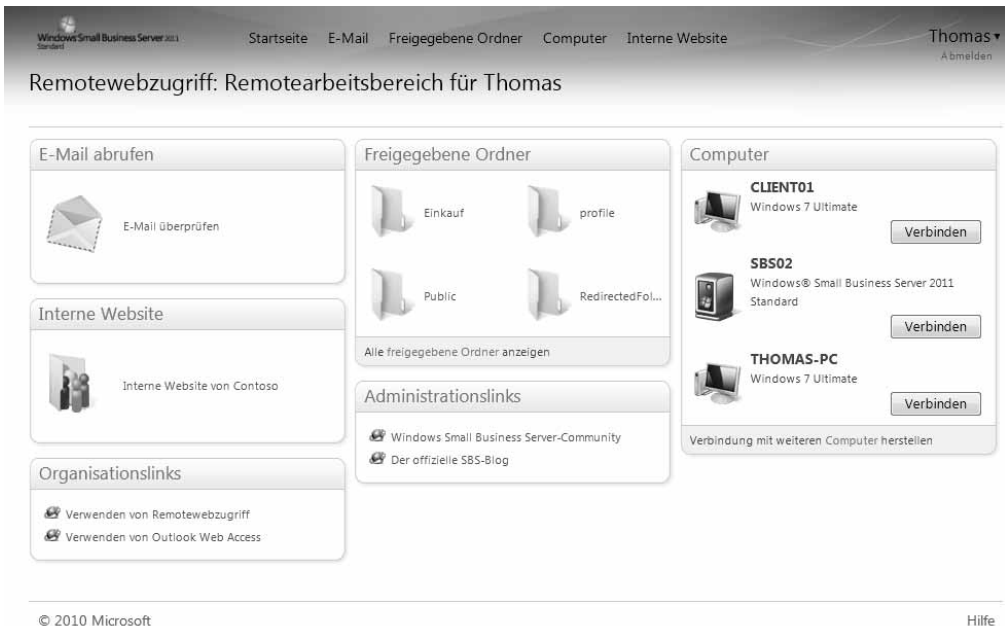 Windows Small Business Server 2011
Standard
Startseite E-Mail Freigegebene Ordner Computer Interne Website
Thomas
Abmelden
Remotewebzugriff: Remotearbeitsbereich für Thomas
E-Mail abrufen
E-Mail überprüfen
Interne Website
Interne Website von Contoso
Organisationslinks
Verwenden von Remotewebzugriff
Verwenden von Outlook Web Access
Freigegebene Ordner
Einkauf
profile
Public
RedirectedFol...
Alle freigegebene Ordner anzeigen
Administrationslinks
Windows Small Business Server-Community
Der offizielle SBS-Blog
Computer
CLIENT01
Windows 7 Ultimate
Verbinden
SBS02
Windows® Small Business Server 2011
Standard
Verbinden
THOMAS-PC
Windows 7 Ultimate
Verbinden
Verbindung mit weiteren Computer herstellen
© 2010 Microsoft
Hilfe